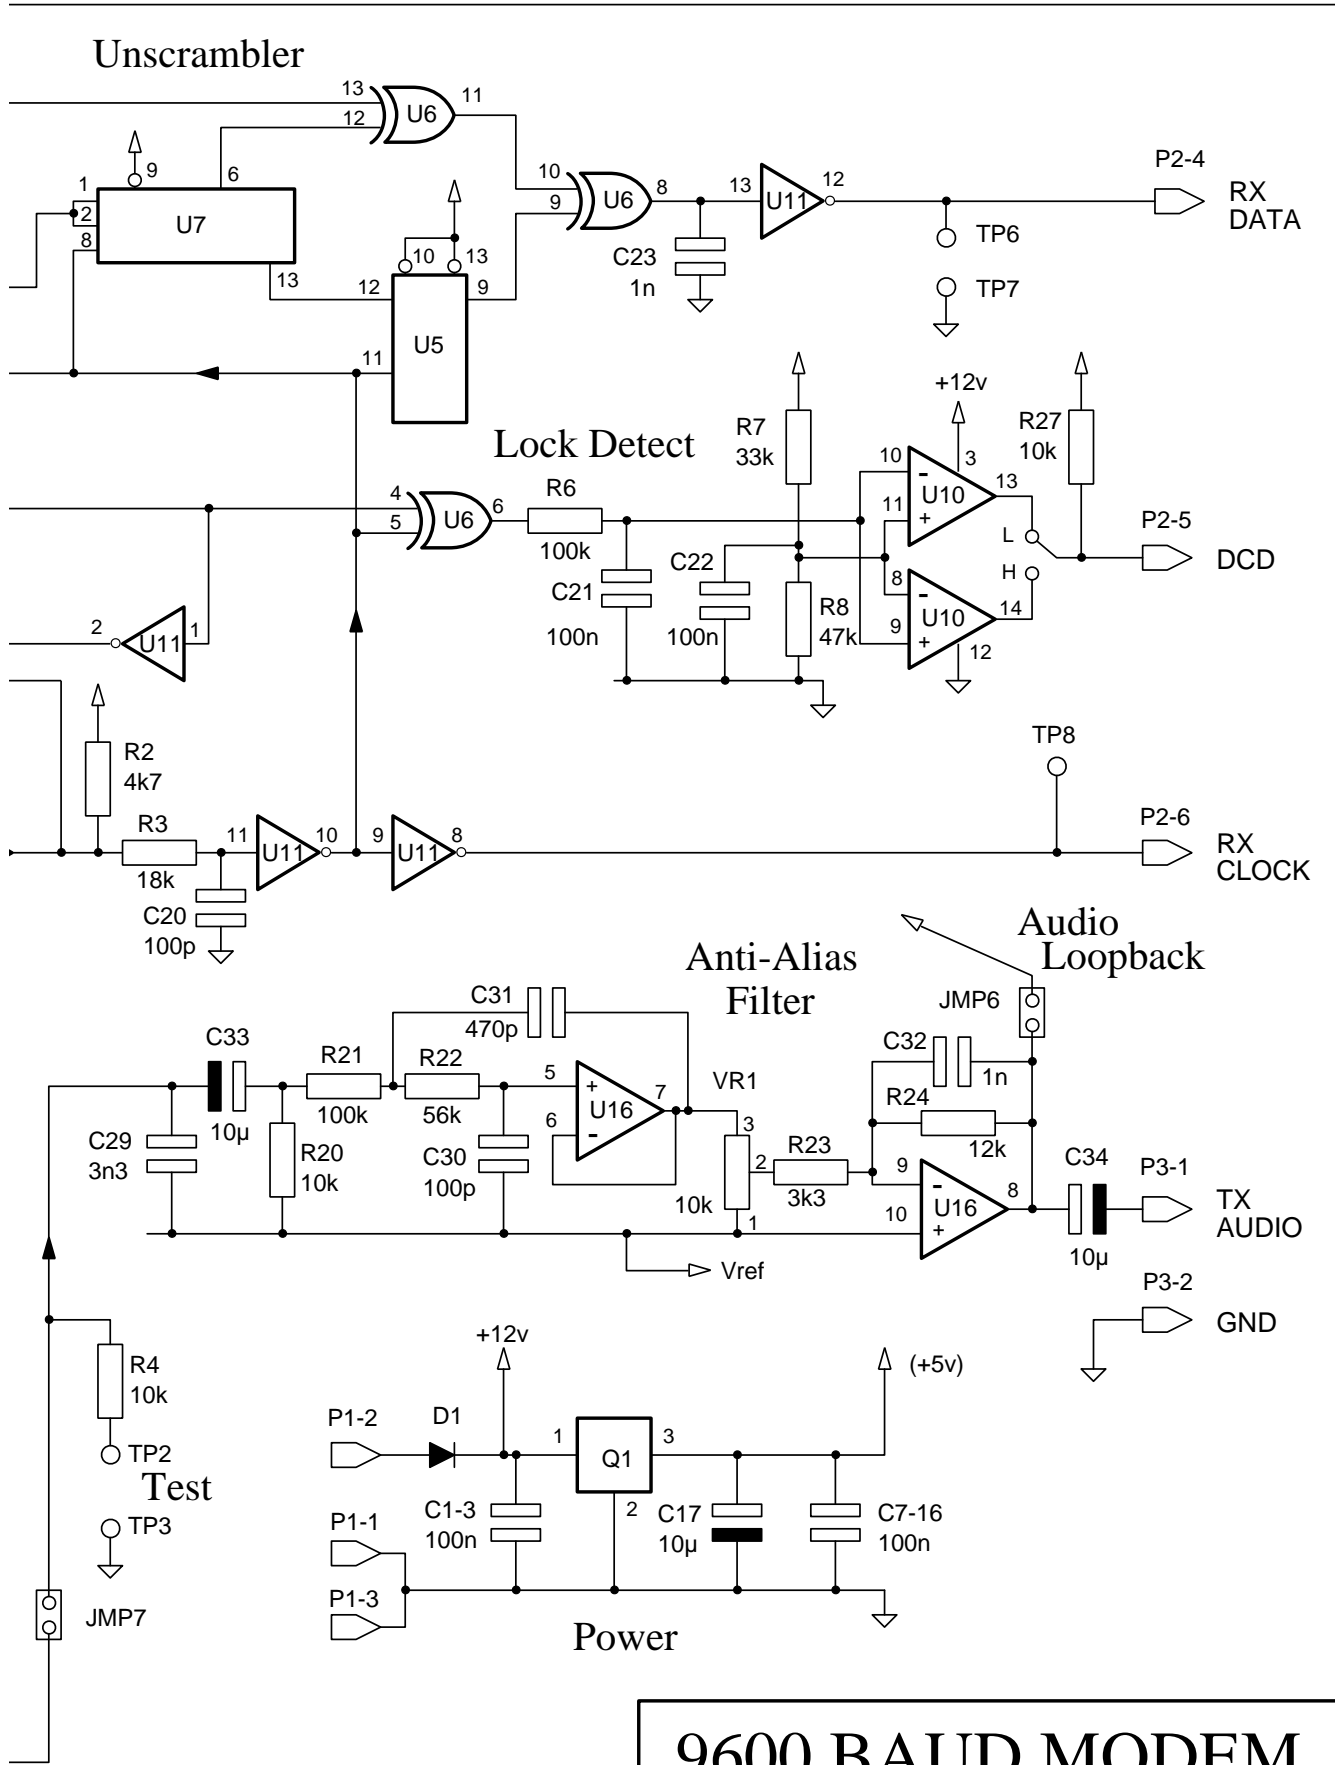 Unscrambler
13
12
U6
11
9
6
1
2
8
U7
13
10
9
U6
8
13
U11
12
P2-4
RX
DATA
C23
1n
TP6
TP7
10
13
12
9
U5
11
Lock Detect
R7
33k
+12v
R27
10k
10
3
U10
13
11
+
-
4
5
U6
6
R6
100k
L
P2-5
DCD
C21
100n
C22
100n
R8
47k
H
8
-
U10
14
9
+
12
2
U11
1
R2
4k7
TP8
R3
18k
11
U11
10
9
U11
8
P2-6
RX
CLOCK
C20
100p
Anti-Alias
Filter
Audio
Loopback
JMP6
C31
470p
C33
10µ
R21
100k
R22
56k
5
+
U16
7
6
-
VR1
C32
1n
R24
12k
C29
3n3
R20
10k
C30
100p
3
2
10k
1
R23
3k3
9
-
U16
8
10
+
C34
10µ
P3-1
TX
AUDIO
Vref
P3-2
GND
R4
10k
TP2
Test
TP3
JMP7
+12v
(+5v)
P1-2
D1
1
Q1
3
2
C1-3
100n
C17
10µ
C7-16
100n
P1-1
P1-3
Power
9600 BAUD MODEM